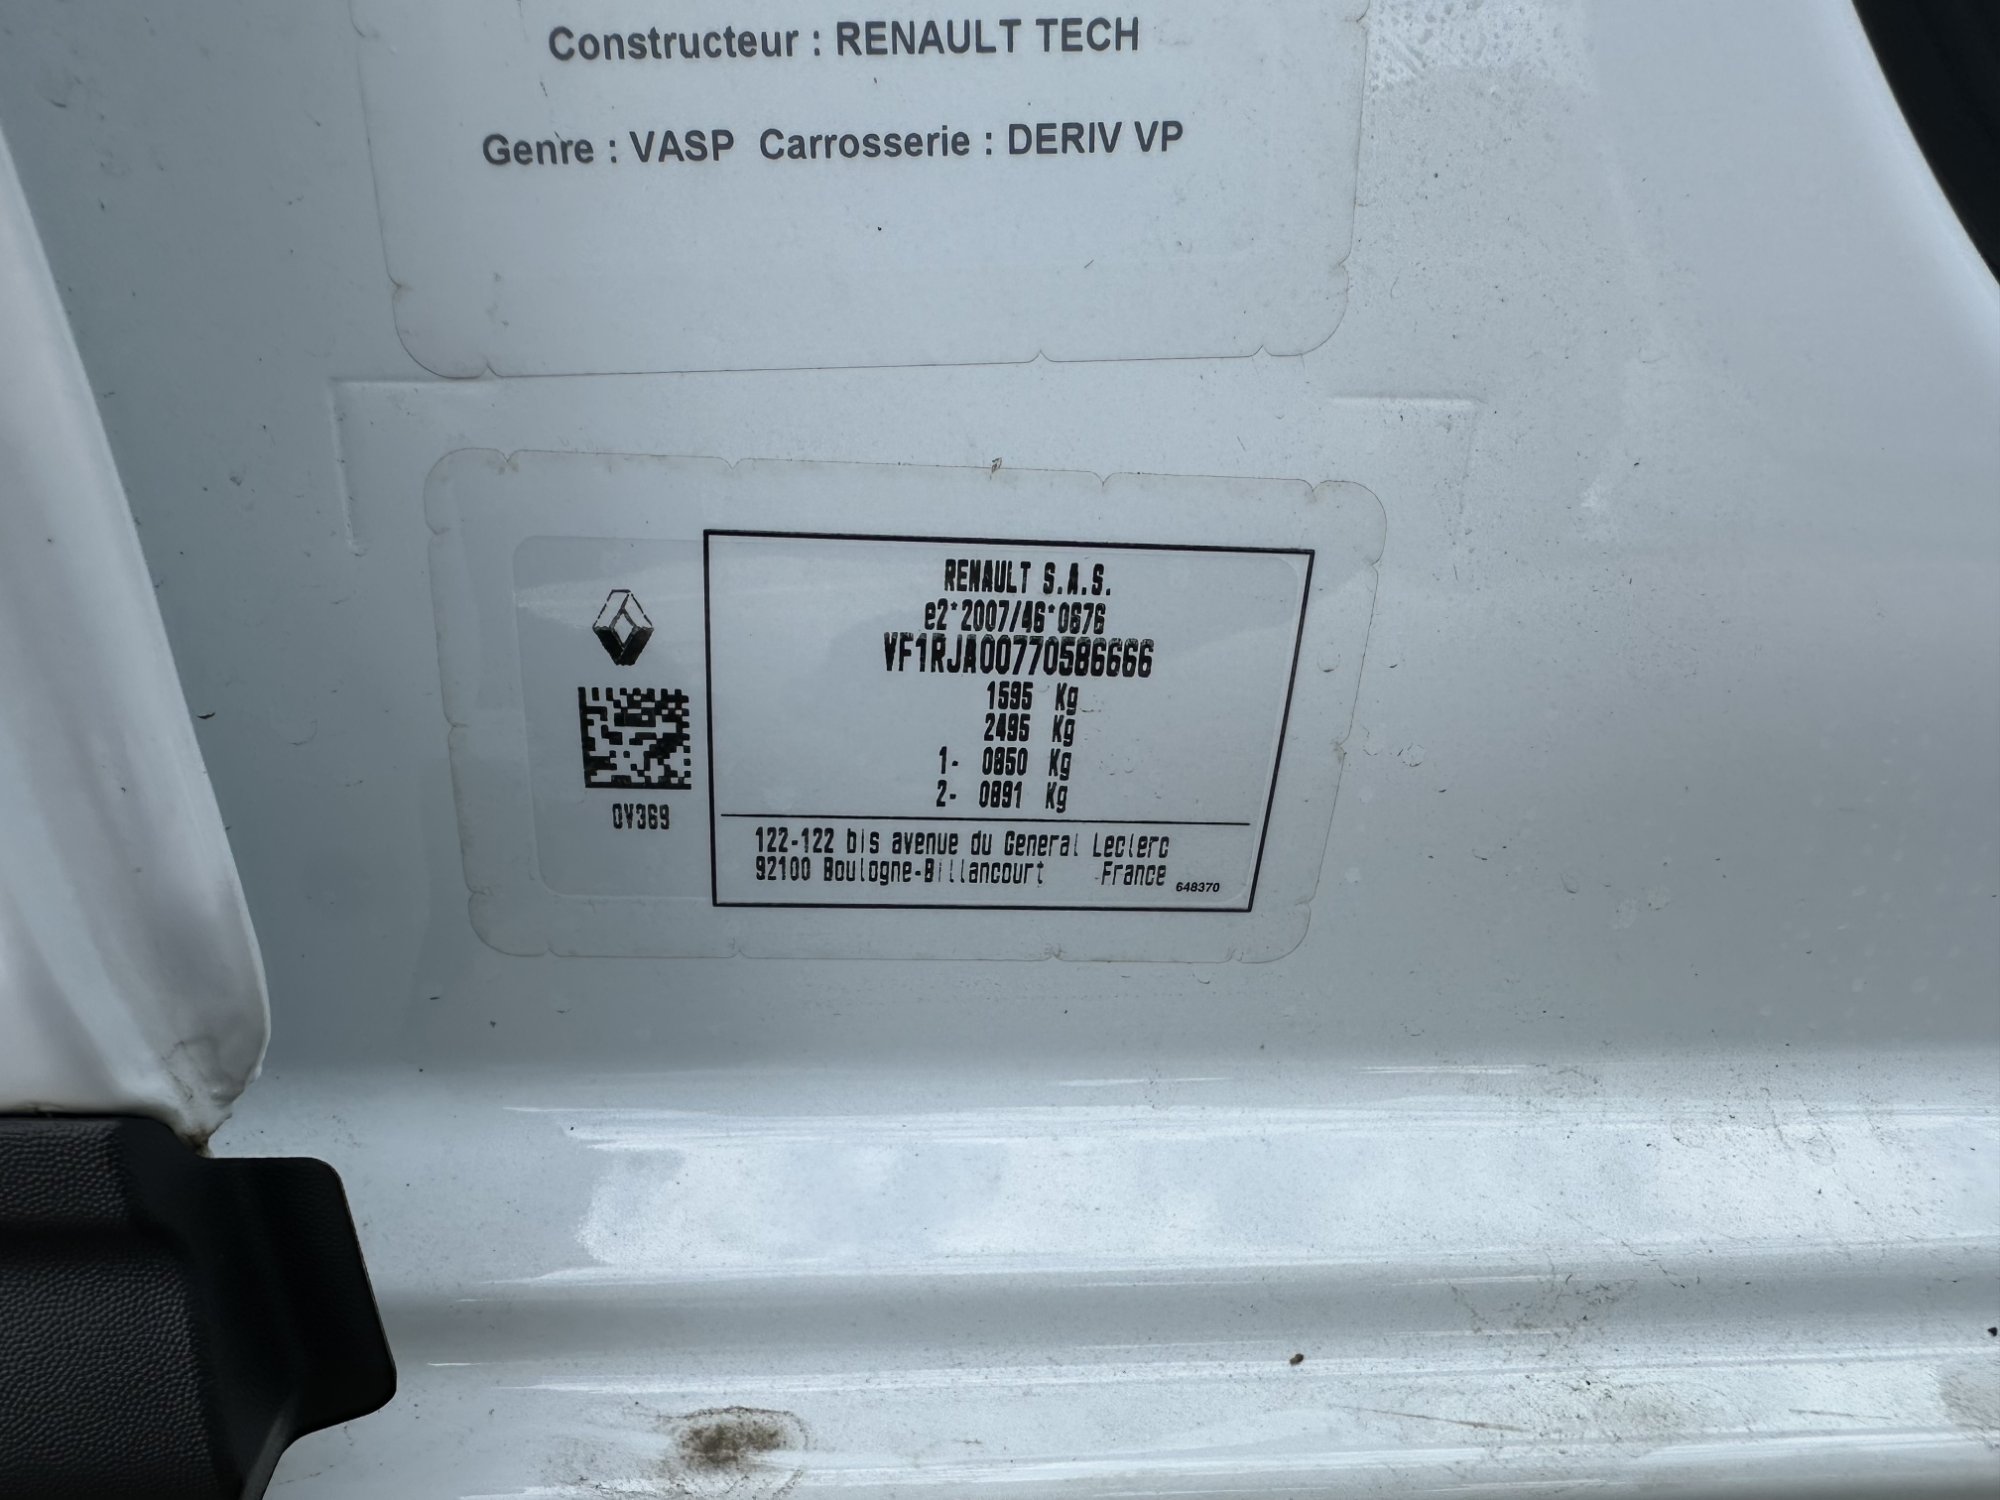 Constructeur : RENAULT TECH
Genre : VASP Carrosserie : DERIV VP
RENAULT S.A.S.
e2*2007/46*0676
VF1RJA00770586666
1595 Kg
2495 Kg
1- 0850 Kg
2- 0891 Kg
0V369
122-122 bis avenue du General Leclerc
92100 Boulogne-Billancourt France 648370